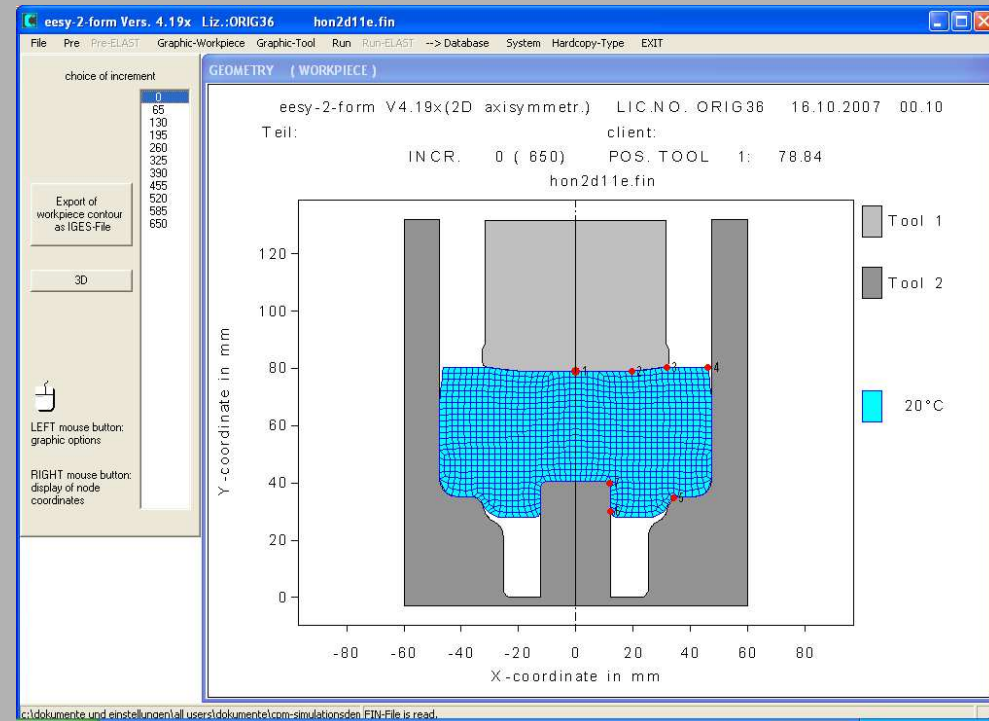 eesy-2-form Vers. 4.19x Liz.:ORIG36 hon2d11e.fin
File Pre Pre-ELAST Graphic-Workpiece Graphic-Tool Run Run-ELAST --> Database System Hardcopy-Type EXIT
choice of increment
0
65
130
195
260
325
390
455
520
585
650
Export of
workpiece contour
as IGES-File
3D
LEFT mouse button:
graphic options
RIGHT mouse button:
display of node
coordinates
GEOMETRY ( WORKPIECE )
eesy-2-form V4.19x(2D axisymmetr.) LIC.NO. ORIG36 16.10.2007 00.10
Teil: client:
INCR. 0 ( 650) POS. TOOL 1: 78.84
hon2d11e.fin
Tool 1
Tool 2
20°C
Y-coordinate in mm
120
100
80
60
40
20
0
1
2
3
4
5
-80 -60 -40 -20 0 20 40 60 80
X-coordinate in mm
c:\dokumente und einstellungen\all users\dokumente\cpm-simulationsden FIN-File is read.